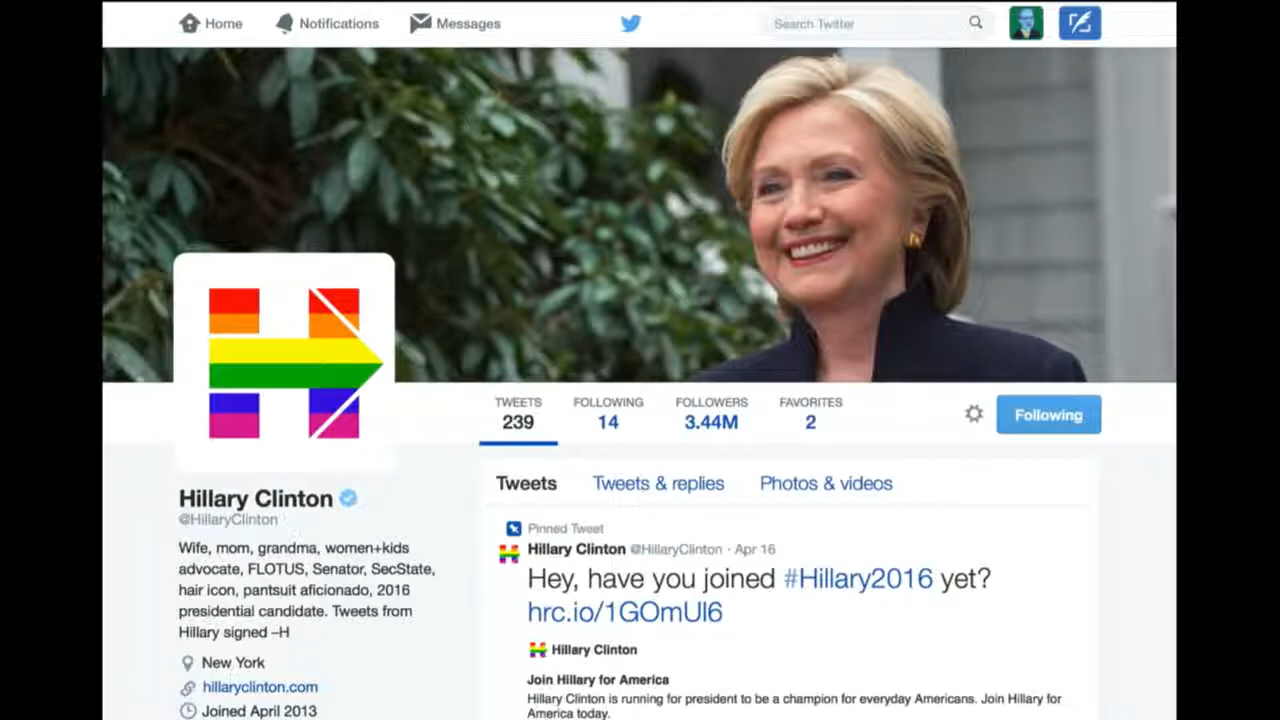 Home Notifications Messages Search Twitter
TWEETS FOLLOWING FOLLOWERS FAVORITES
239 14 3.44M 2
Following
Tweets Tweets & replies Photos & videos
Hillary Clinton
@HillaryClinton
Wife, mom, grandma, women+kids
advocate, FLOTUS, Senator, SecState,
hair icon, pantsuit aficionado, 2016
presidential candidate. Tweets from
Hillary signed –H
New York
hillaryclinton.com
Joined April 2013
Pinned Tweet
Hillary Clinton @HillaryClinton · Apr 16
Hey, have you joined #Hillary2016 yet?
hrc.io/1GOmUl6
Hillary Clinton
Join Hillary for America
Hillary Clinton is running for president to be a champion for everyday Americans. Join Hillary for
America today.